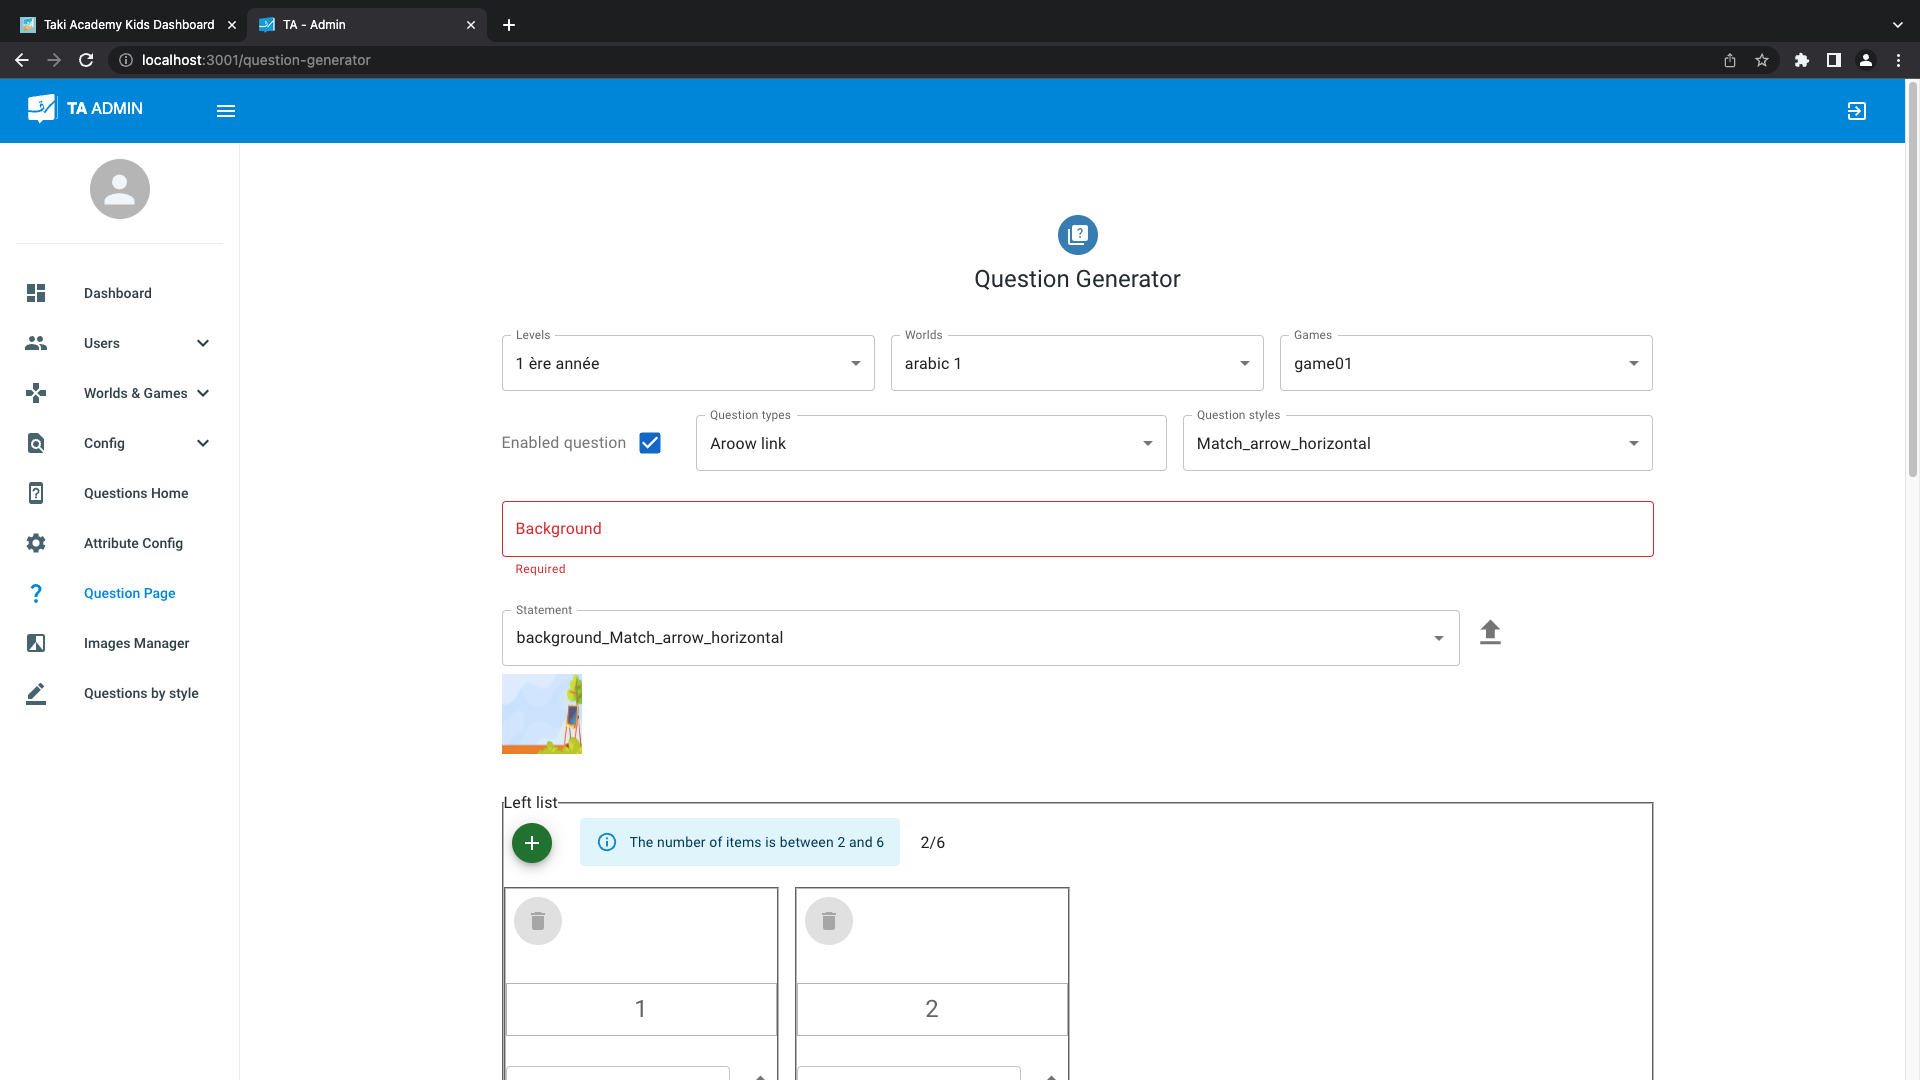 Taki Academy Kids Dashboard
TA - Admin
localhost:3001/question-generator
TA ADMIN
Dashboard
Users
Worlds & Games
Config
Questions Home
Attribute Config
Question Page
Images Manager
Questions by style
Question Generator
Levels
1 ère année
Worlds
arabic 1
Games
game01
Enabled question
Question types
Aroow link
Question styles
Match_arrow_horizontal
Background
Required
Statement
background_Match_arrow_horizontal
Left list
The number of items is between 2 and 6
2/6
1
2